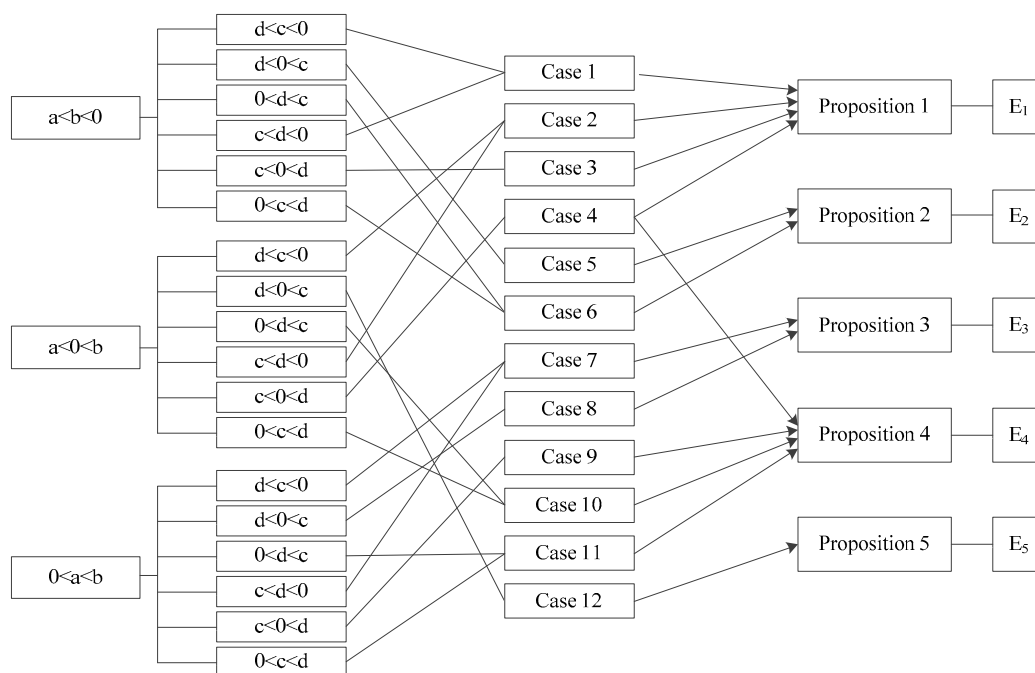 a<b<0
d<c<0
d<0<c
0<d<c
c<d<0
c<0<d
0<c<d
a<0<b
d<c<0
d<0<c
0<d<c
c<d<0
c<0<d
0<c<d
0<a<b
d<c<0
d<0<c
0<d<c
c<d<0
c<0<d
0<c<d
Case 1
Case 2
Case 3
Case 4
Case 5
Case 6
Case 7
Case 8
Case 9
Case 10
Case 11
Case 12
Proposition 1
Proposition 2
Proposition 3
Proposition 4
Proposition 5
E₁
E₂
E₃
E₄
E₅